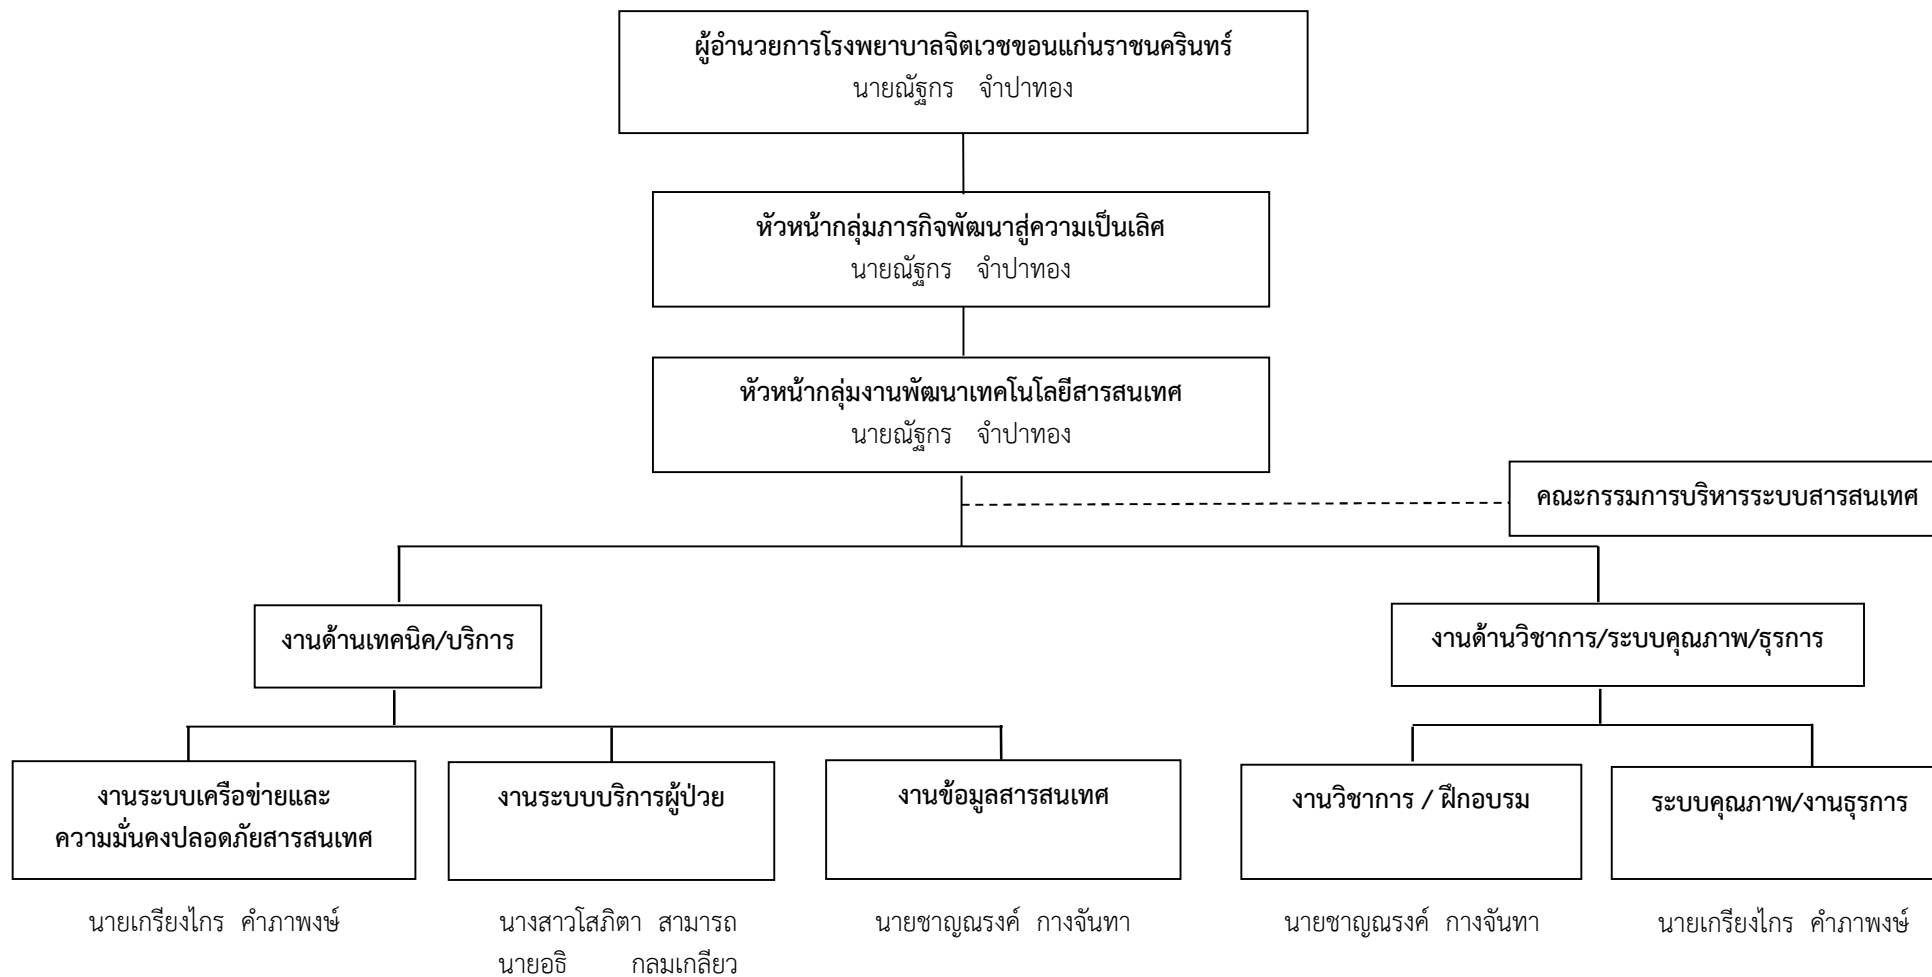 ผู้อำนวยการโรงพยาบาลจิตเวชขอนแก่นราชนครินทร์
นายณัฐกร จำปาทอง
หัวหน้ากลุ่มภารกิจพัฒนาสู่ความเป็นเลิศ
นายณัฐกร จำปาทอง
หัวหน้ากลุ่มงานพัฒนาเทคโนโลยีสารสนเทศ
นายณัฐกร จำปาทอง
คณะกรรมการบริหารระบบสารสนเทศ
งานด้านเทคนิค/บริการ
งานด้านวิชาการ/ระบบคุณภาพ/ธุรการ
งานระบบเครือข่ายและ
ความมั่นคงปลอดภัยสารสนเทศ
งานระบบบริการผู้ป่วย
งานข้อมูลสารสนเทศ
งานวิชาการ / ฝึกอบรม
ระบบคุณภาพ/งานธุรการ
นายเกรียงไกร คำภาพงษ์
นางสาวโสภิตา สามารถ
นายอธิ กลมเกลียว
นายชาญณรงค์ กางจันทา
นายชาญณรงค์ กางจันทา
นายเกรียงไกร คำภาพงษ์